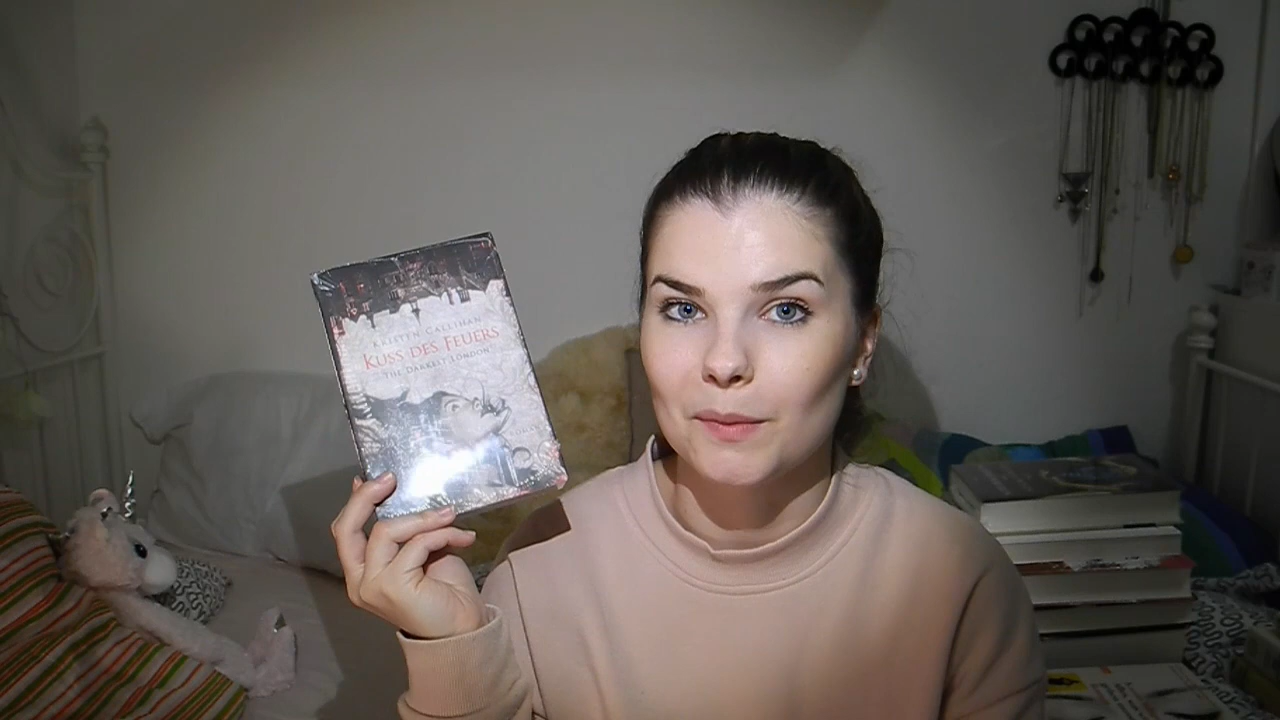 KRISTEN CALLIHAN
KUSS DES FEUERS
THE DARKEST LONDON